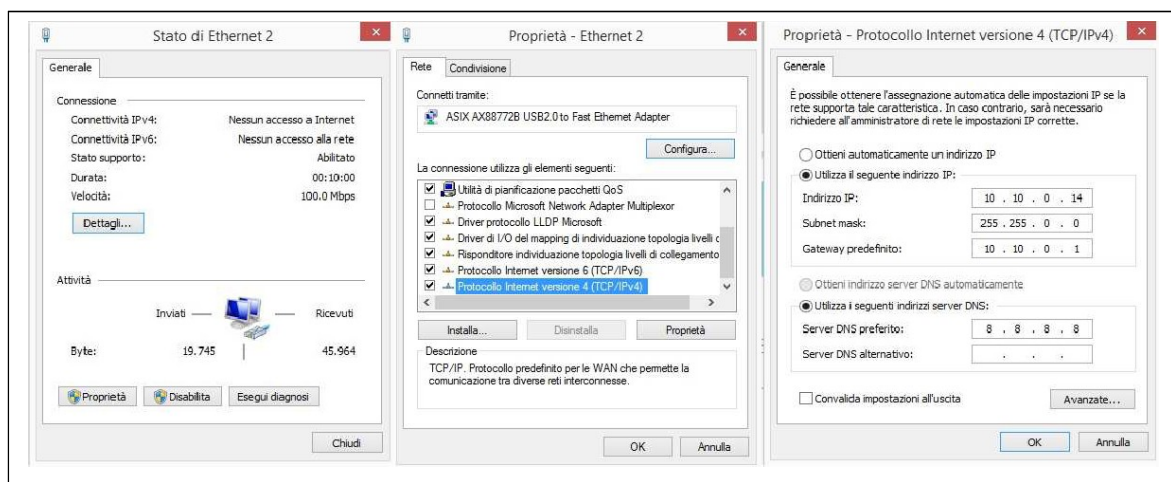 Stato di Ethernet 2
Generale
Connessione
Connettività IPv4: Nessun accesso a Internet
Connettività IPv6: Nessun accesso alla rete
Stato supporto: Abilitato
Durata: 00:10:00
Velocità: 100.0 Mbps
Dettagli...
Attività
Inviati — — Ricevuti
Byte: 19.745 45.964
Proprietà Disabilita Esegui diagnosi
Chiudi
Proprietà - Ethernet 2
Rete Condivisione
Connetti tramite:
ASIX AX88772B USB2.0 to Fast Ethernet Adapter
Configura...
La connessione utilizza gli elementi seguenti:
Utilità di pianificazione pacchetti QoS
Protocollo Microsoft Network Adapter Multiplexor
Driver protocollo LLDP Microsoft
Driver di I/O del mapping di individuazione topologia livelli c
Risponditore individuazione topologia livelli di collegamento
Protocollo Internet versione 6 (TCP/IPv6)
Protocollo Internet versione 4 (TCP/IPv4)
Installa... Disinstalla Proprietà
Descrizione
TCP/IP. Protocollo predefinito per le WAN che permette la
comunicazione tra diverse reti interconnesse.
OK Annulla
Proprietà - Protocollo Internet versione 4 (TCP/IPv4)
Generale
È possibile ottenere l'assegnazione automatica delle impostazioni IP se la
rete supporta tale caratteristica. In caso contrario, sarà necessario
richiedere all'amministratore di rete le impostazioni IP corrette.
Ottieni automaticamente un indirizzo IP
Utilizza il seguente indirizzo IP:
Indirizzo IP: 10 . 10 . 0 . 14
Subnet mask: 255 . 255 . 0 . 0
Gateway predefinito: 10 . 10 . 0 . 1
Ottieni indirizzo server DNS automaticamente
Utilizza i seguenti indirizzi server DNS:
Server DNS preferito: 8 . 8 . 8 . 8
Server DNS alternativo: . . .
Convalida impostazioni all'uscita Avanzate...
OK Annulla